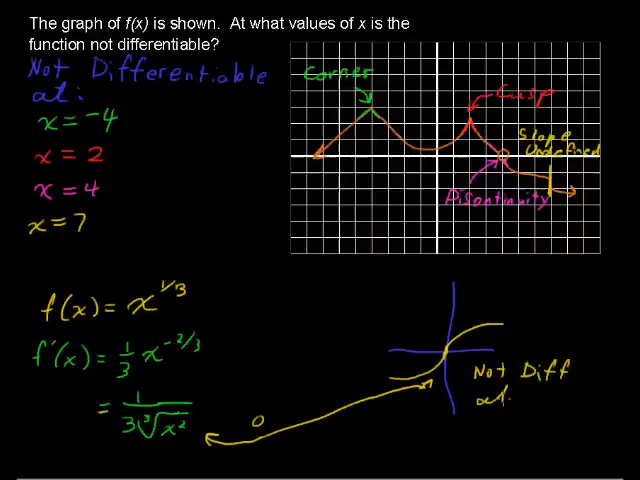 The graph of f(x) is shown. At what values of x is the
function not differentiable?
Not Differentiable
at:
x = -4
x = 2
x = 4
x = 7
Corner
Cusp
Slope
Undefined
Discontinuity
f(x) = x^1/3
f'(x) = 1/3 x^-2/3
= 1/(3∛x²)
0
Not Diff
at